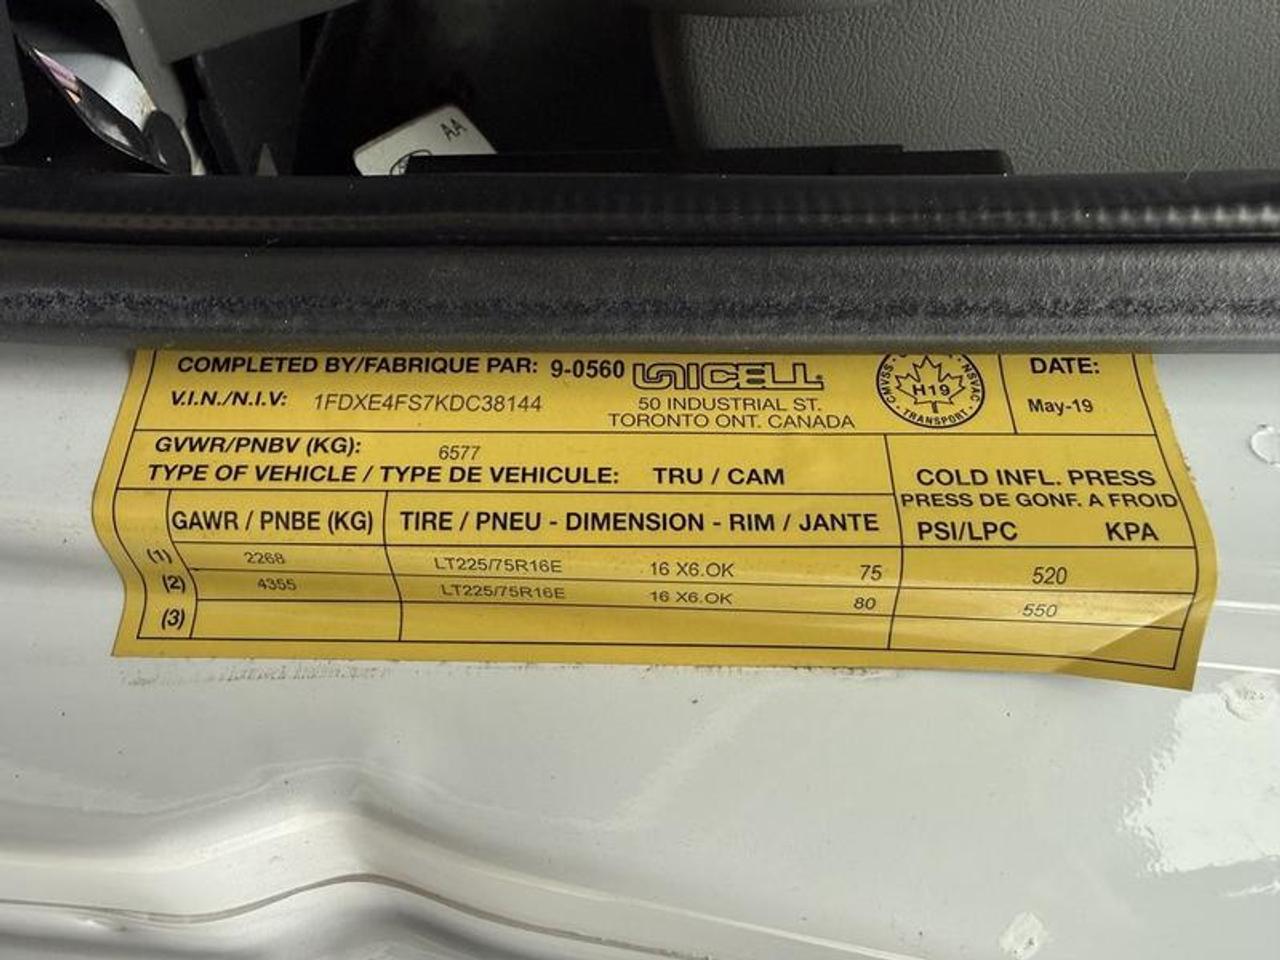 AA
COMPLETED BY/FABRIQUE PAR: 9-0560 UNICELL DATE:
V.I.N./N.I.V: 1FDXE4FS7KDC38144 50 INDUSTRIAL ST. May-19
TORONTO ONT. CANADA
CMVSS NSVAC H19 TRANSPORT
GVWR/PNBV (KG): 6577
TYPE OF VEHICLE / TYPE DE VEHICULE: TRU / CAM COLD INFL. PRESS
PRESS DE GONF. A FROID
GAWR / PNBE (KG) TIRE / PNEU - DIMENSION - RIM / JANTE PSI/LPC KPA
(1) 2268 LT225/75R16E 16 X6.OK 75 520
(2) 4355 LT225/75R16E 16 X6.OK 80 550
(3)